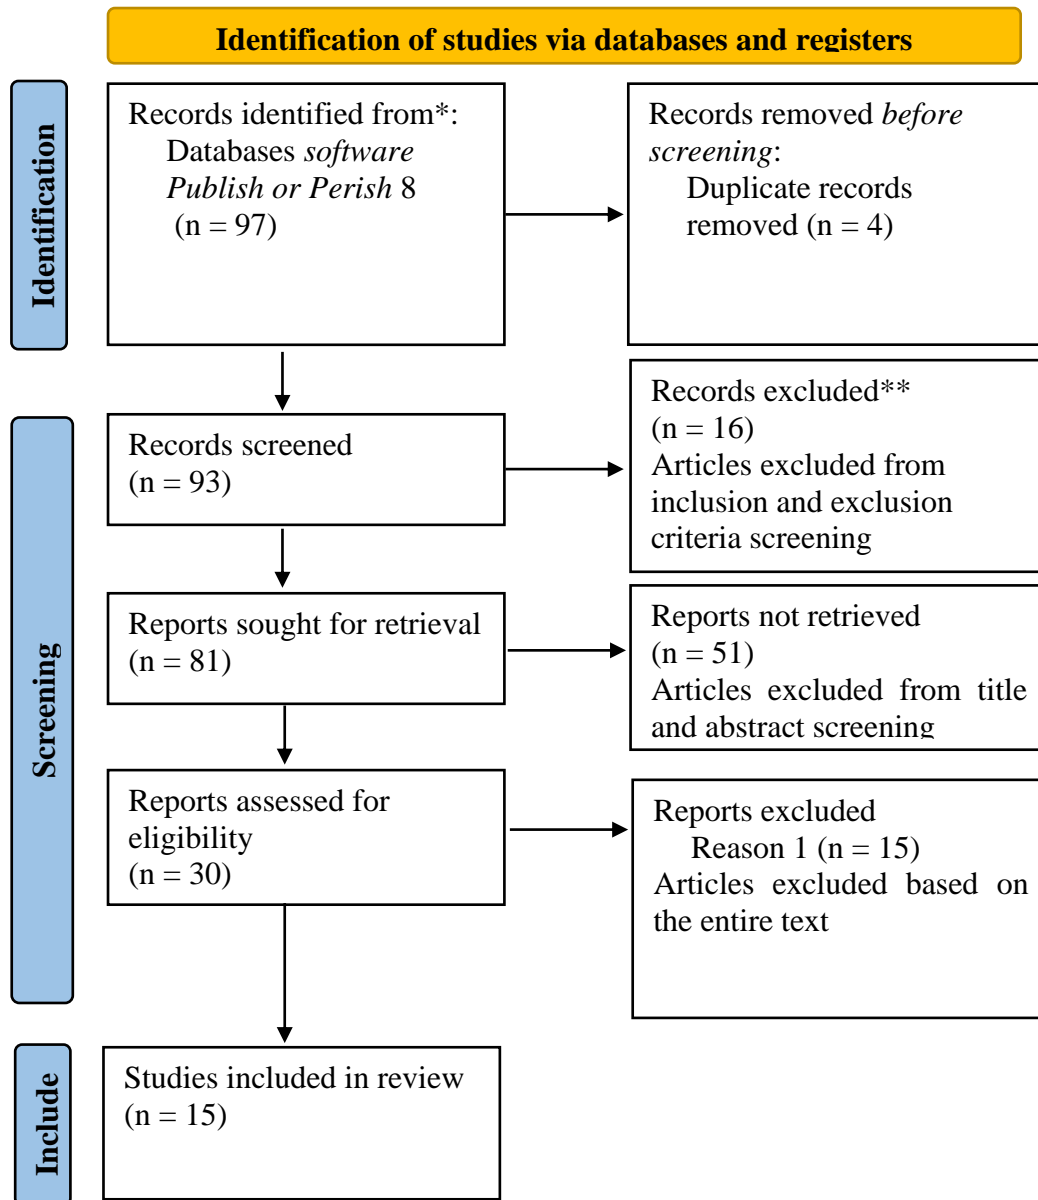 Identification of studies via databases and registers
Identification
Records identified from*:
Databases software
Publish or Perish 8
(n = 97)
Records removed before
screening:
Duplicate records
removed (n = 4)
Screening
Records screened
(n = 93)
Records excluded**
(n = 16)
Articles excluded from
inclusion and exclusion
criteria screening
Reports sought for retrieval
(n = 81)
Reports not retrieved
(n = 51)
Articles excluded from title
and abstract screening
Reports assessed for
eligibility
(n = 30)
Reports excluded
Reason 1 (n = 15)
Articles excluded based on
the entire text
Include
Studies included in review
(n = 15)